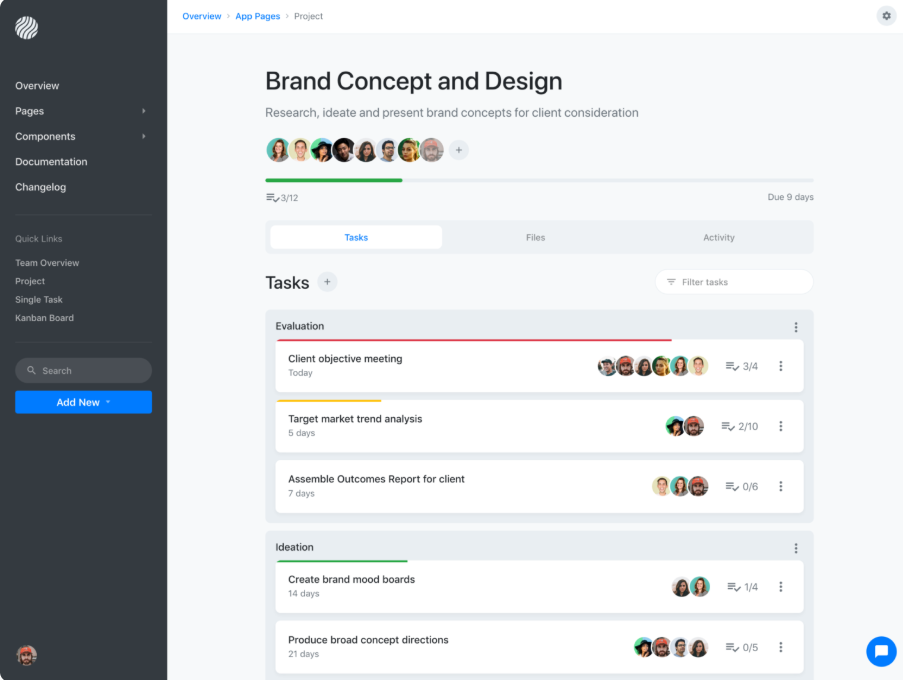 Overview
Pages
Components
Documentation
Changelog
Quick Links
Team Overview
Project
Single Task
Kanban Board
Search
Add New
Overview › App Pages › Project
Brand Concept and Design
Research, ideate and present brand concepts for client consideration
+
3/12
Due 9 days
Tasks
Files
Activity
Tasks +
Filter tasks
Evaluation
Client objective meeting
Today
3/4
Target market trend analysis
5 days
2/10
Assemble Outcomes Report for client
7 days
0/6
Ideation
Create brand mood boards
14 days
1/4
Produce broad concept directions
21 days
0/5